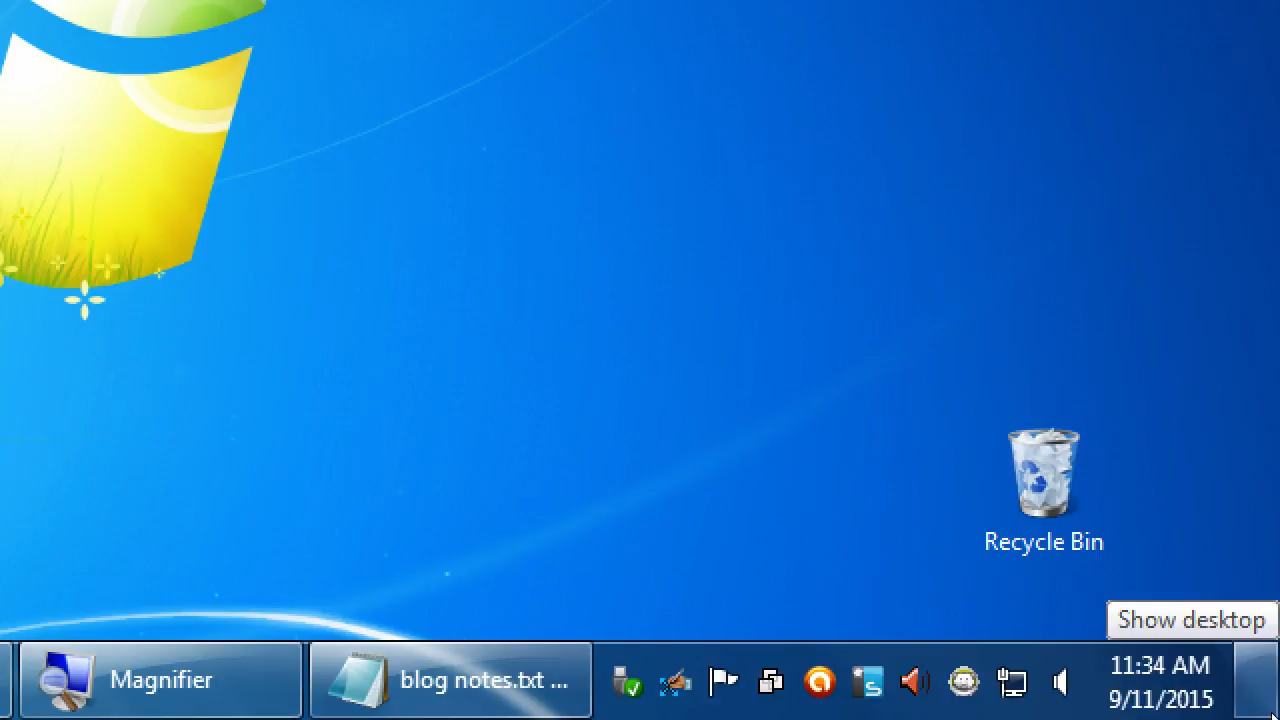 Recycle Bin
Show desktop
Magnifier
blog notes.txt ...
S
11:34 AM
9/11/2015